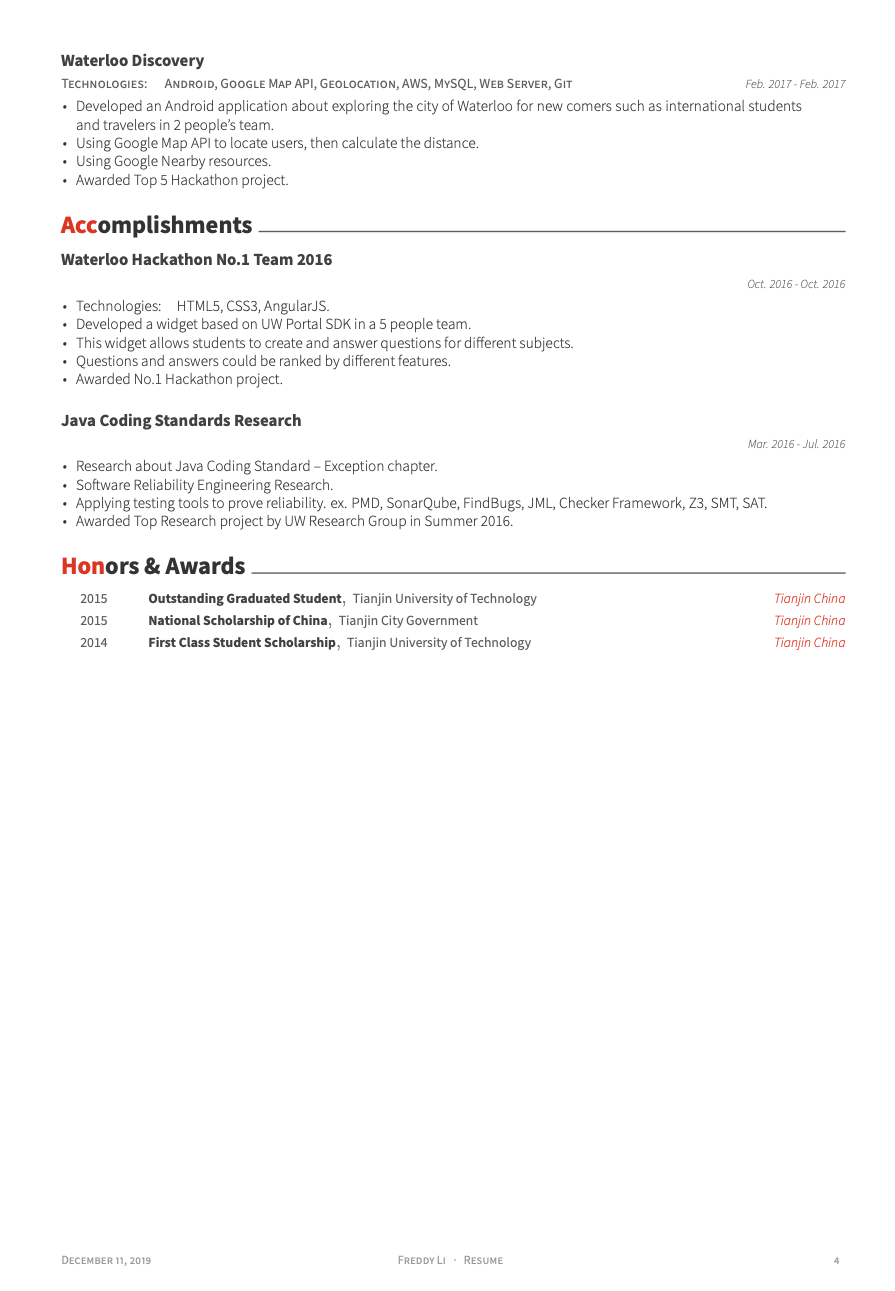 Waterloo Discovery
Technologies: Android, Google Map API, Geolocation, AWS, MySQL, Web Server, Git Feb. 2017 - Feb. 2017
• Developed an Android application about exploring the city of Waterloo for new comers such as international students
and travelers in 2 people's team.
• Using Google Map API to locate users, then calculate the distance.
• Using Google Nearby resources.
• Awarded Top 5 Hackathon project.
Accomplishments
Waterloo Hackathon No.1 Team 2016
Oct. 2016 - Oct. 2016
• Technologies: HTML5, CSS3, AngularJS.
• Developed a widget based on UW Portal SDK in a 5 people team.
• This widget allows students to create and answer questions for different subjects.
• Questions and answers could be ranked by different features.
• Awarded No.1 Hackathon project.
Java Coding Standards Research
Mar. 2016 - Jul. 2016
• Research about Java Coding Standard – Exception chapter.
• Software Reliability Engineering Research.
• Applying testing tools to prove reliability. ex. PMD, SonarQube, FindBugs, JML, Checker Framework, Z3, SMT, SAT.
• Awarded Top Research project by UW Research Group in Summer 2016.
Honors & Awards
2015 Outstanding Graduated Student, Tianjin University of Technology Tianjin China
2015 National Scholarship of China, Tianjin City Government Tianjin China
2014 First Class Student Scholarship, Tianjin University of Technology Tianjin China
December 11, 2019 Freddy Li · Resume 4